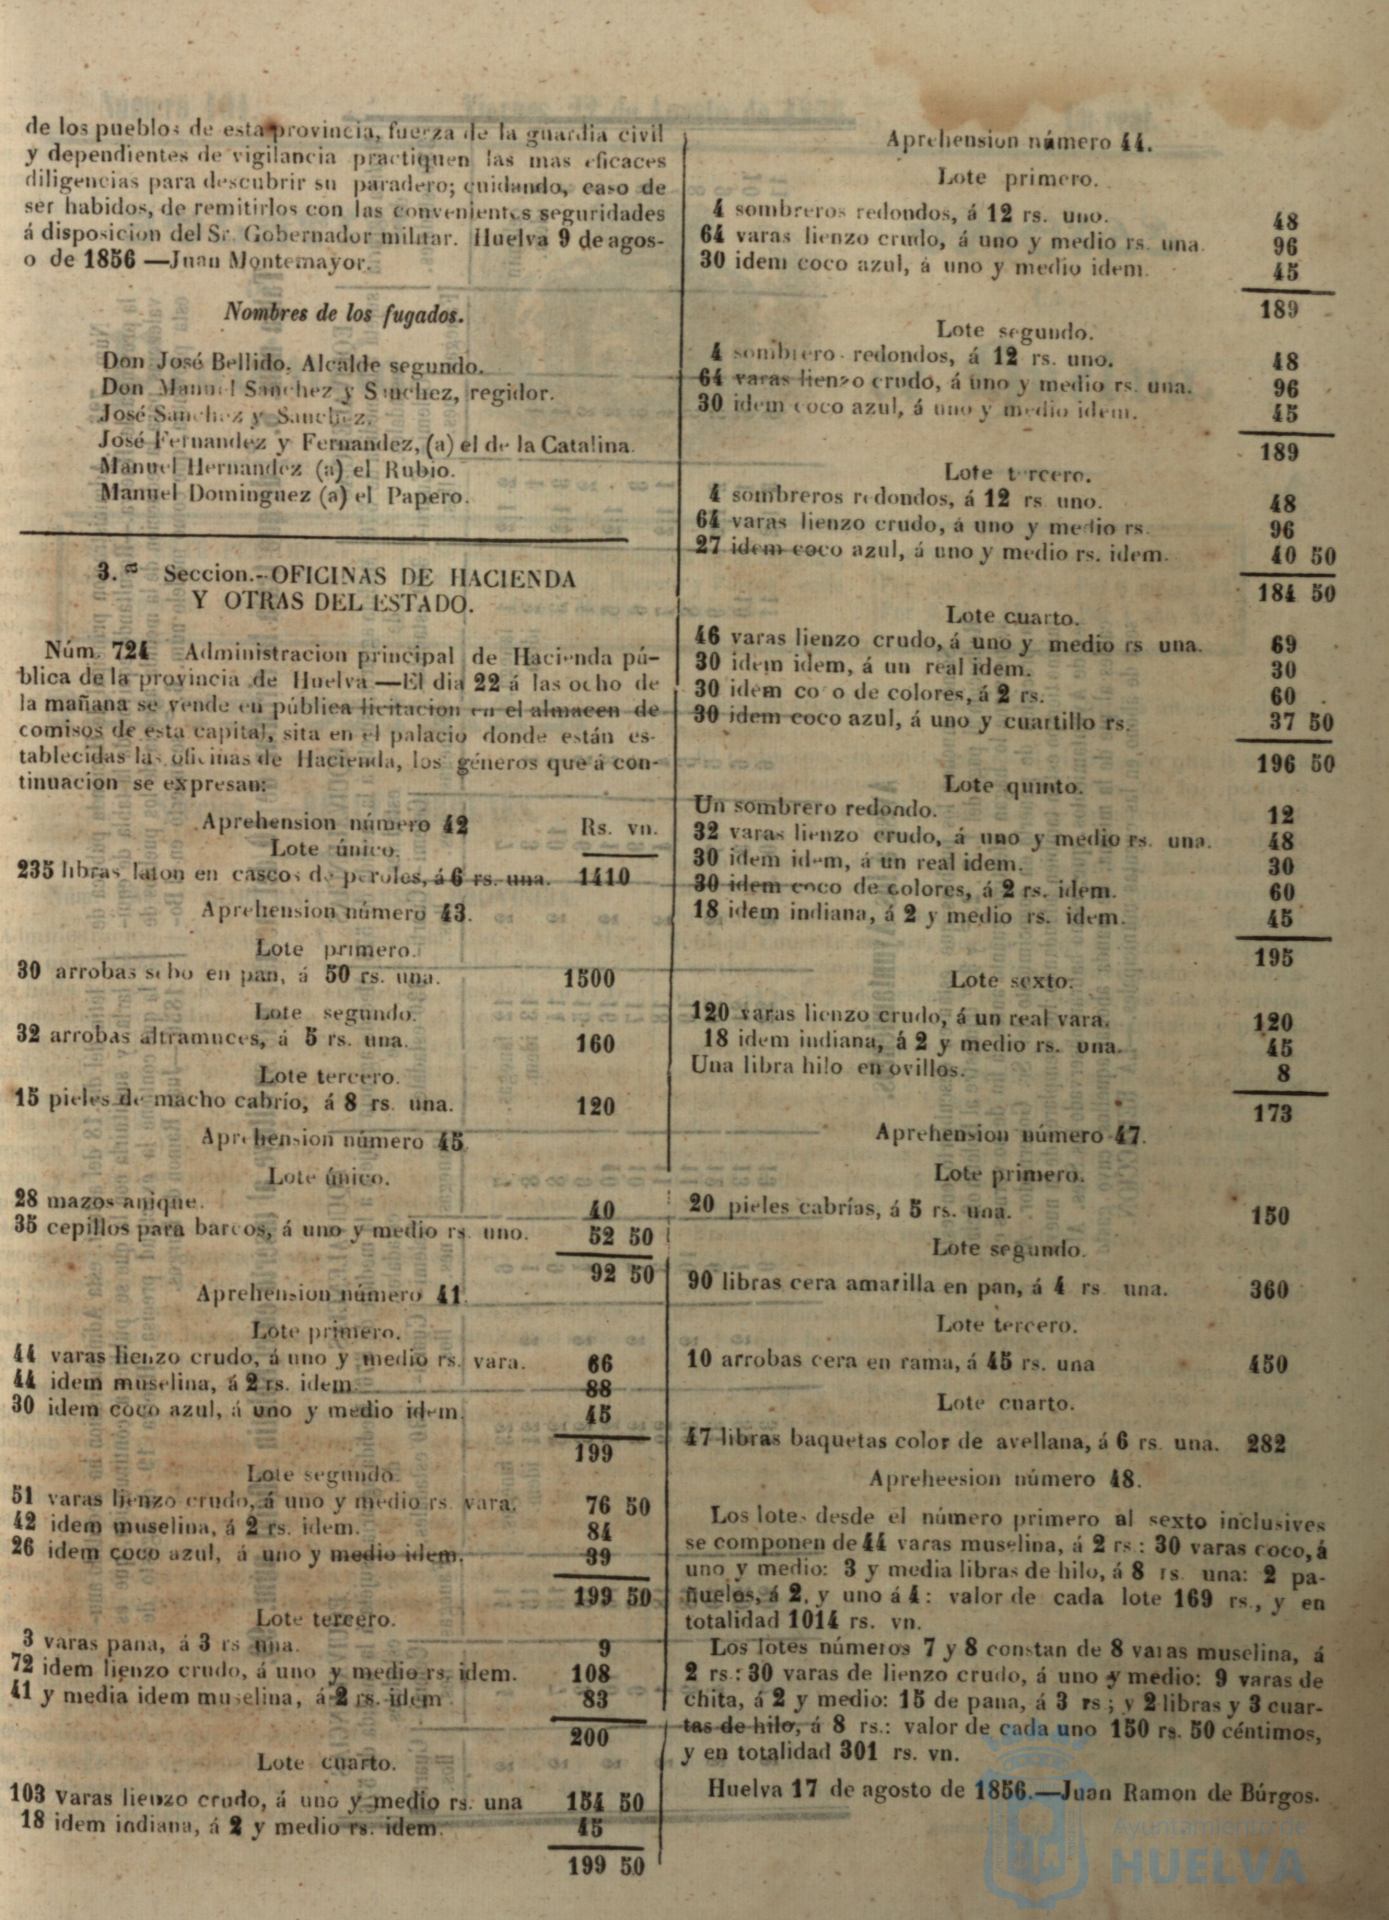 de los pueblos de esta provincia, fuerza de la guardia civil
y dependientes de vigilancia practiquen las mas eficaces
diligencias para descubrir su paradero; cuidando, caso de
ser habidos, de remitirlos con las convenientes seguridades
á disposicion del Sr. Gobernador militar. Huelva 9 de agos-
o de 1856 —Juan Montemayor.
Nombres de los fugados.
Don José Bellido, Alcalde segundo.
Don Manuel Sanchez y Sanchez, regidor.
José Sanchez y Sanchez.
José Fernandez y Fernandez, (a) el de la Catalina.
Manuel Hernandez (a) el Rubio.
Manuel Dominguez (a) el Papero.
3.ª Seccion.-OFICINAS DE HACIENDA
Y OTRAS DEL ESTADO.
Núm. 724 Administracion principal de Hacienda pú-
blica de la provincia de Huelva—El dia 22 á las ocho de
la mañana se vende en pública licitacion en el almacen de
comisos de esta capital, sita en el palacio donde están es-
tablecidas las oficinas de Hacienda, los géneros que á con-
tinuacion se expresan:
Aprehension número 42 Rs. vn.
Lote único.
235 libras laton en cascos de peroles, á 6 rs. una. 1410
Aprehension número 43.
Lote primero.
30 arrobas sebo en pan, á 50 rs. una. 1500
Lote segundo.
32 arrobas altramuces, á 5 rs. una. 160
Lote tercero.
15 pieles de macho cabrío, á 8 rs. una. 120
Aprehension número 45
Lote único.
28 mazos anique. 40
35 cepillos para barcos, á uno y medio rs. uno. 52 50
92 50
Aprehension número 41.
Lote primero.
44 varas lienzo crudo, á uno y medio rs. vara. 66
44 idem muselina, á 2 rs. idem. 88
30 idem coco azul, á uno y medio idem. 45
199
Lote segundo.
51 varas lienzo crudo, á uno y medio rs. vara. 76 50
42 idem muselina, á 2 rs. idem. 84
26 idem coco azul, á uno y medio idem. 39
199 50
Lote tercero.
3 varas pana, á 3 rs una. 9
72 idem lienzo crudo, á uno y medio rs, idem. 108
41 y media idem muselina, á 2 rs. idem 83
200
Lote cuarto.
103 varas lienzo crudo, á uno y medio rs. una 154 50
18 idem indiana, á 2 y medio rs. idem. 45
199 50
Aprehension número 44.
Lote primero.
4 sombreros redondos, á 12 rs. uno. 48
64 varas lienzo crudo, á uno y medio rs. una. 96
30 idem coco azul, á uno y medio idem. 45
189
Lote segundo.
4 sombrero redondos, á 12 rs. uno. 48
64 varas lienzo crudo, á uno y medio rs. una. 96
30 idem coco azul, á uno y medio idem. 45
189
Lote tercero.
4 sombreros redondos, á 12 rs uno. 48
64 varas lienzo crudo, á uno y medio rs. 96
27 idem coco azul, á uno y medio rs. idem. 40 50
184 50
Lote cuarto.
46 varas lienzo crudo, á uno y medio rs una. 69
30 idem idem, á un real idem. 30
30 idem co o de colores, á 2 rs. 60
30 idem coco azul, á uno y cuartillo rs. 37 50
196 50
Lote quinto.
Un sombrero redondo. 12
32 varas lienzo crudo, á uno y medio rs. una. 48
30 idem idem, á un real idem. 30
30 idem coco de colores, á 2 rs. idem. 60
18 idem indiana, á 2 y medio rs. idem. 45
195
Lote sexto.
120 varas lienzo crudo, á un real vara. 120
18 idem indiana, á 2 y medio rs. una. 45
Una libra hilo en ovillos. 8
173
Aprehension número 47.
Lote primero.
20 pieles cabrías, á 5 rs. una. 150
Lote segundo.
90 libras cera amarilla en pan, á 4 rs una. 360
Lote tercero.
10 arrobas cera en rama, á 45 rs. una 450
Lote cuarto.
47 libras baquetas color de avellana, á 6 rs. una. 282
Apreheesion número 48.
Los lotes desde el número primero al sexto inclusives
se componen de 44 varas muselina, á 2 rs.: 30 varas coco, á
uno y medio: 3 y media libras de hilo, á 8 rs. una: 2 pa-
ñuelos, á 2, y uno á 4: valor de cada lote 169 rs., y en
totalidad 1014 rs. vn.
Los lotes números 7 y 8 constan de 8 varas muselina, á
2 rs.: 30 varas de lienzo crudo, á uno y medio: 9 varas de
chita, á 2 y medio: 15 de pana, á 3 rs; y 2 libras y 3 cuar-
tas de hilo, á 8 rs.: valor de cada uno 150 rs. 50 céntimos,
y en totalidad 301 rs. vn.
Huelva 17 de agosto de 1856.—Juan Ramon de Búrgos.
Ayuntamiento de
HUELVA